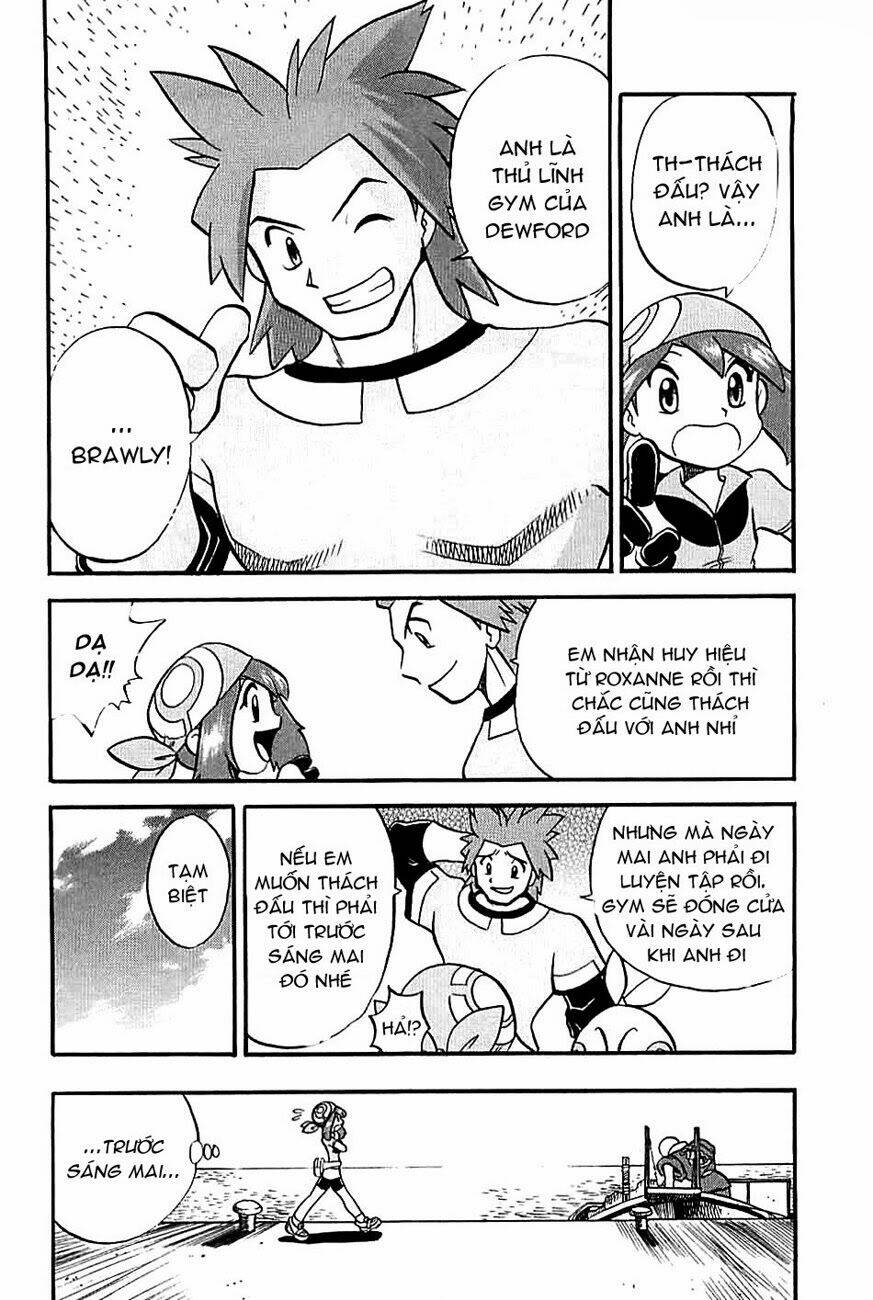 TH-THÁCH
ĐẤU? VẬY
ANH LÀ...
ANH LÀ
THỦ LĨNH
GYM CỦA
DEWFORD
...
BRAWLY!
EM NHẬN HUY HIỆU
TỪ ROXANNE RỒI THÌ
CHẮC CŨNG THÁCH
ĐẤU VỚI ANH NHỈ
DẠ
DẠ!!
NHƯNG MÀ NGÀY
MAI ANH PHẢI ĐI
LUYỆN TẬP RỒI.
GYM SẼ ĐÓNG CỬA
VÀI NGÀY SAU
KHI ANH ĐI
HẢ!?
NẾU EM
MUỐN THÁCH
ĐẤU THÌ PHẢI
TỚI TRƯỚC
SÁNG MAI
ĐÓ NHÉ
TẠM
BIỆT
...TRƯỚC
SÁNG MAI...